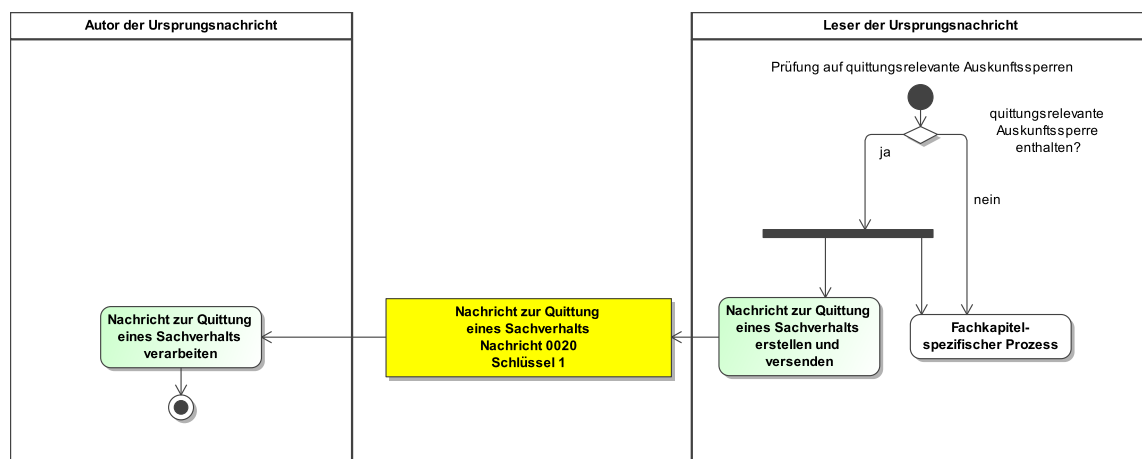 Autor der Ursprungsnachricht
Leser der Ursprungsnachricht
Prüfung auf quittungsrelevante Auskunftssperren
quittungsrelevante
Auskunftssperre
enthalten?
ja
nein
Nachricht zur Quittung
eines Sachverhalts
verarbeiten
Nachricht zur Quittung
eines Sachverhalts
Nachricht 0020
Schlüssel 1
Nachricht zur Quittung
eines Sachverhalts
erstellen und
versenden
Fachkapitel-
spezifischer Prozess